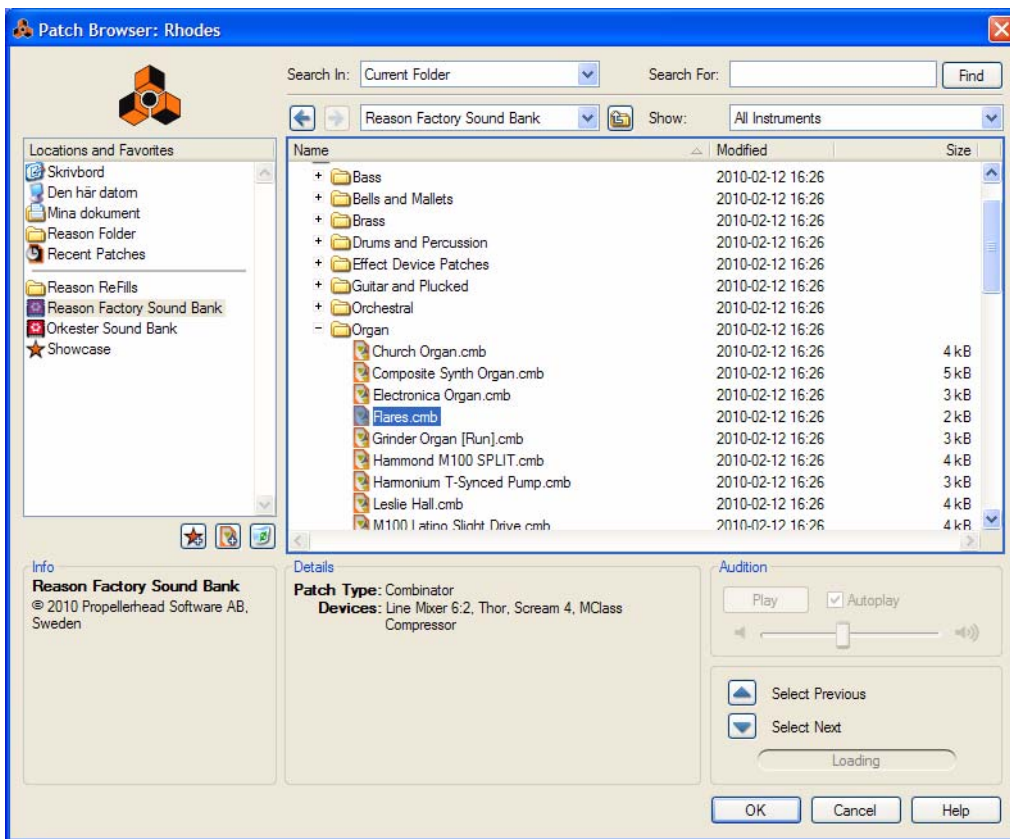 Patch Browser: Rhodes
Search In: Current Folder Search For: Find
Reason Factory Sound Bank Show: All Instruments
Locations and Favorites
Skrivbord
Den här datorn
Mina dokument
Reason Folder
Recent Patches
Reason ReFills
Reason Factory Sound Bank
Orkester Sound Bank
Showcase
Name Modified Size
+ Bass 2010-02-12 16:26
+ Bells and Mallets 2010-02-12 16:26
+ Brass 2010-02-12 16:26
+ Drums and Percussion 2010-02-12 16:26
+ Effect Device Patches 2010-02-12 16:26
+ Guitar and Plucked 2010-02-12 16:26
+ Orchestral 2010-02-12 16:26
- Organ 2010-02-12 16:26
Church Organ.cmb 2010-02-12 16:26 4 kB
Composite Synth Organ.cmb 2010-02-12 16:26 5 kB
Electronica Organ.cmb 2010-02-12 16:26 3 kB
Flares.cmb 2010-02-12 16:26 2 kB
Grinder Organ [Run].cmb 2010-02-12 16:26 3 kB
Hammond M100 SPLIT.cmb 2010-02-12 16:26 4 kB
Harmonium T-Synced Pump.cmb 2010-02-12 16:26 3 kB
Leslie Hall.cmb 2010-02-12 16:26 4 kB
M100 Latino Slight Drive.cmb 2010-02-12 16:26 4 kB
Info
Reason Factory Sound Bank
© 2010 Propellerhead Software AB,
Sweden
Details
Patch Type: Combinator
Devices: Line Mixer 6:2, Thor, Scream 4, MClass
Compressor
Audition
Play Autoplay
Select Previous
Select Next
Loading
OK Cancel Help